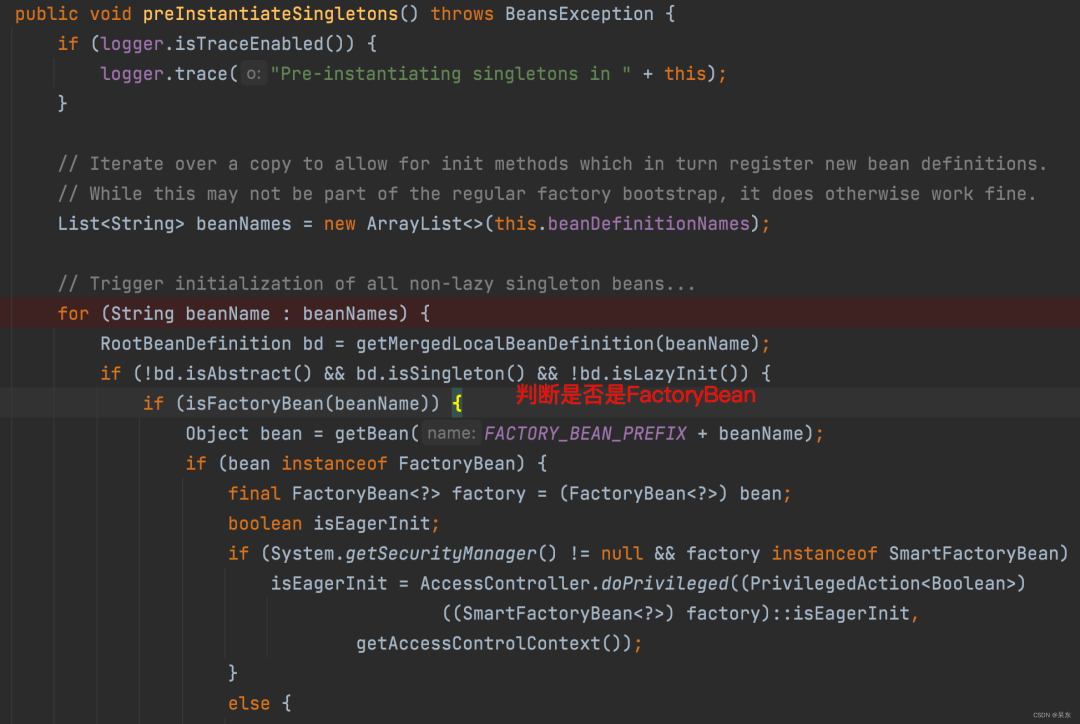 public void preInstantiateSingletons() throws BeansException {
if (logger.isTraceEnabled()) {
logger.trace( o: "Pre-instantiating singletons in " + this);
}
// Iterate over a copy to allow for init methods which in turn register new bean definitions.
// While this may not be part of the regular factory bootstrap, it does otherwise work fine.
List<String> beanNames = new ArrayList<>(this.beanDefinitionNames);
// Trigger initialization of all non-lazy singleton beans...
for (String beanName : beanNames) {
RootBeanDefinition bd = getMergedLocalBeanDefinition(beanName);
if (!bd.isAbstract() && bd.isSingleton() && !bd.isLazyInit()) {
if (isFactoryBean(beanName)) { 判断是否是FactoryBean
Object bean = getBean( name: FACTORY_BEAN_PREFIX + beanName);
if (bean instanceof FactoryBean) {
final FactoryBean<?> factory = (FactoryBean<?>) bean;
boolean isEagerInit;
if (System.getSecurityManager() != null && factory instanceof SmartFactoryBean)
isEagerInit = AccessController.doPrivileged((PrivilegedAction<Boolean>)
((SmartFactoryBean<?>) factory)::isEagerInit,
getAccessControlContext());
}
else {
CSDN @吴东